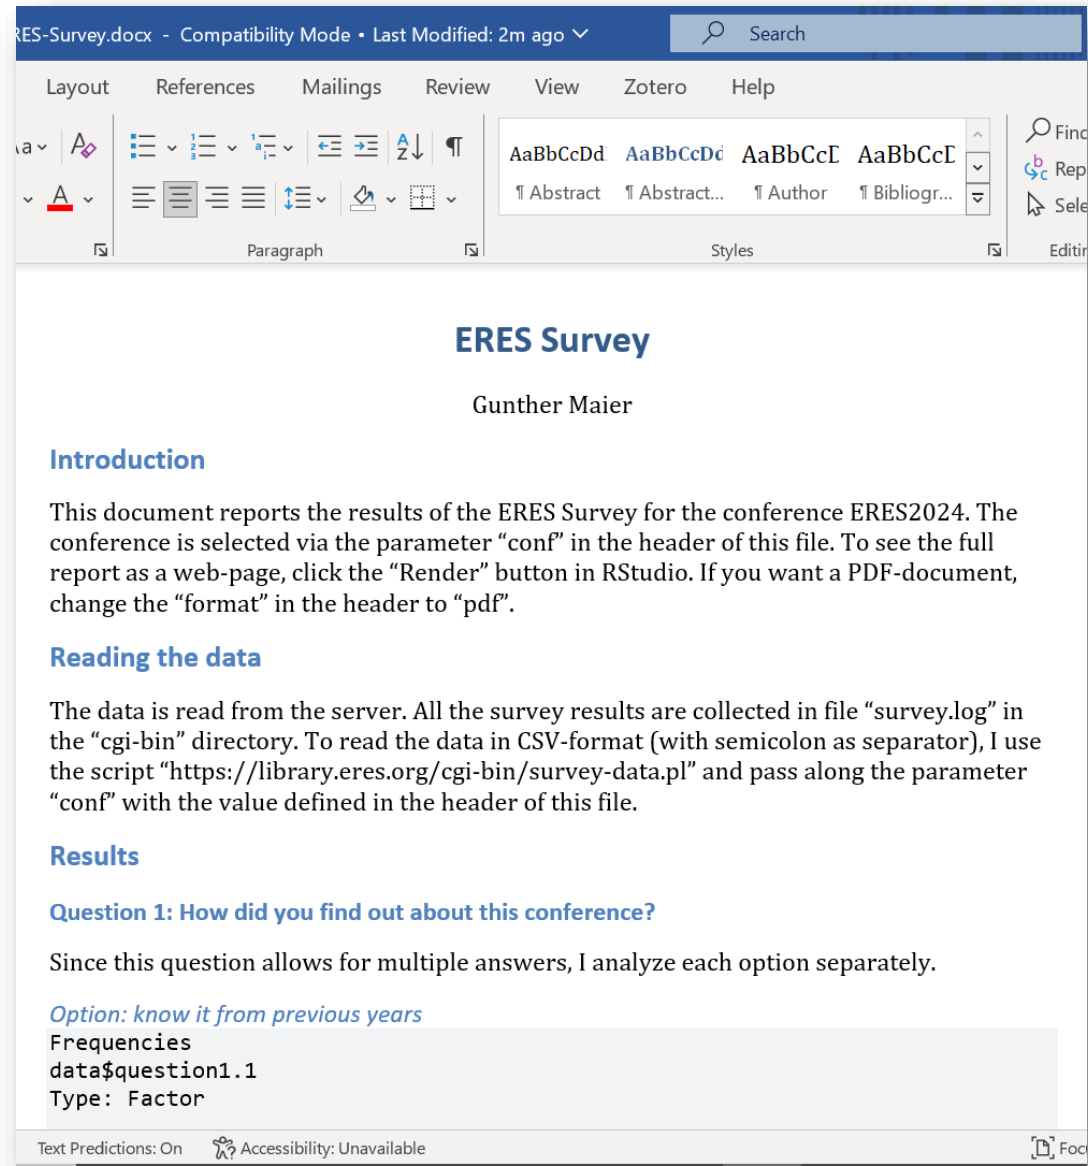 RES-Survey.docx - Compatibility Mode • Last Modified: 2m ago
Search
Layout References Mailings Review View Zotero Help
AaBbCcDd AaBbCcDd AaBbCcD AaBbCcD
¶ Abstract ¶ Abstract... ¶ Author ¶ Bibliogr...
Find
Rep
Sele
Paragraph Styles Editin
ERES Survey
Gunther Maier
Introduction
This document reports the results of the ERES Survey for the conference ERES2024. The
conference is selected via the parameter “conf” in the header of this file. To see the full
report as a web-page, click the “Render” button in RStudio. If you want a PDF-document,
change the “format” in the header to “pdf”.
Reading the data
The data is read from the server. All the survey results are collected in file “survey.log” in
the “cgi-bin” directory. To read the data in CSV-format (with semicolon as separator), I use
the script “https://library.eres.org/cgi-bin/survey-data.pl” and pass along the parameter
“conf” with the value defined in the header of this file.
Results
Question 1: How did you find out about this conference?
Since this question allows for multiple answers, I analyze each option separately.
Option: know it from previous years
Frequencies
data$question1.1
Type: Factor
Text Predictions: On Accessibility: Unavailable Foc